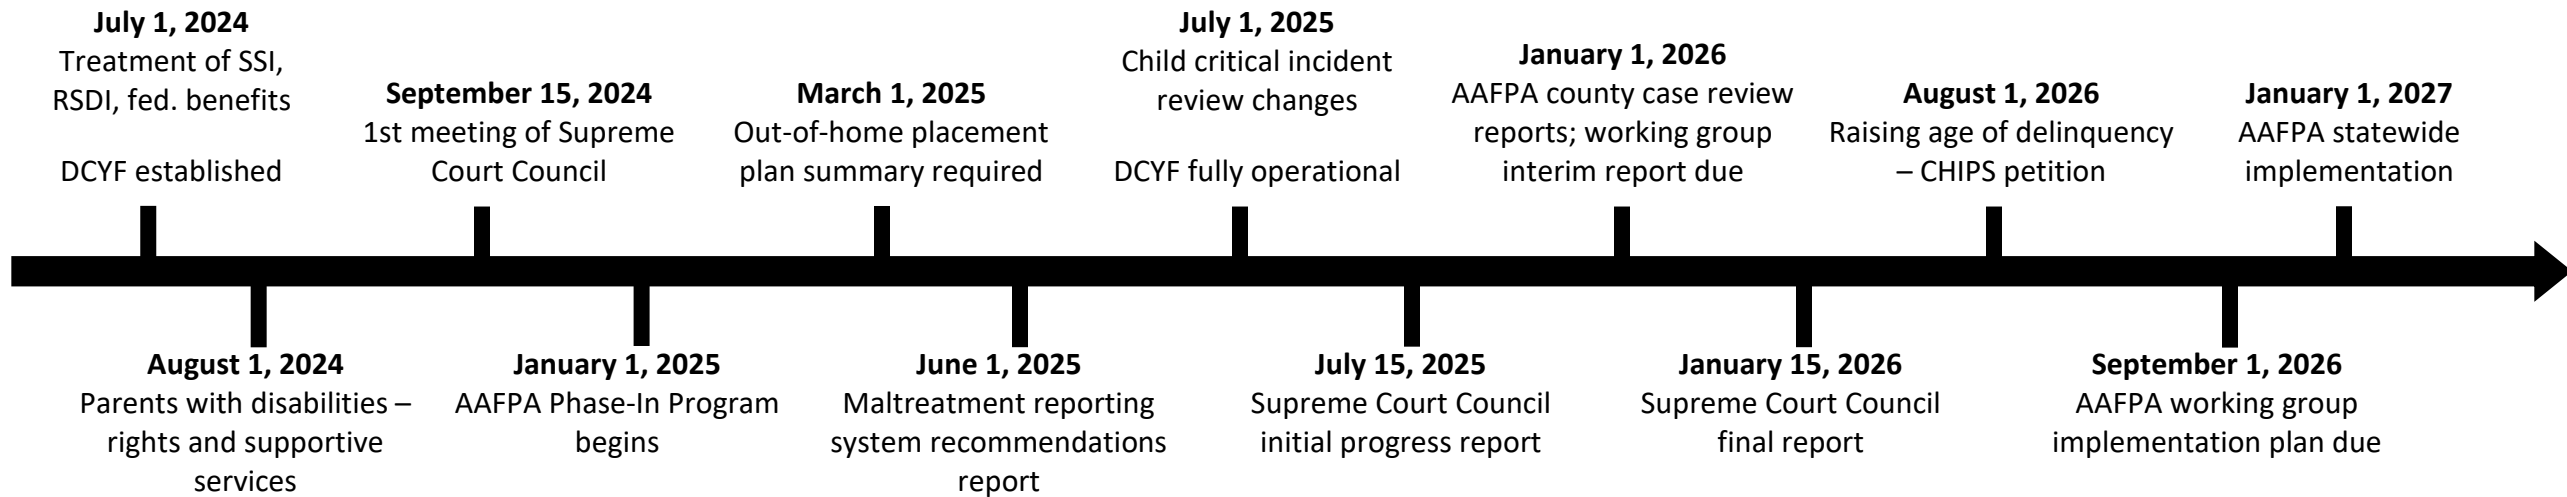 July 1, 2024
Treatment of SSI,
RSDI, fed. benefits
DCYF established
September 15, 2024
1st meeting of Supreme
Court Council
March 1, 2025
Out-of-home placement
plan summary required
July 1, 2025
Child critical incident
review changes
DCYF fully operational
January 1, 2026
AAFPA county case review
reports; working group
interim report due
August 1, 2026
Raising age of delinquency
– CHIPS petition
January 1, 2027
AAFPA statewide
implementation
August 1, 2024
Parents with disabilities –
rights and supportive
services
January 1, 2025
AAFPA Phase-In Program
begins
June 1, 2025
Maltreatment reporting
system recommendations
report
July 15, 2025
Supreme Court Council
initial progress report
January 15, 2026
Supreme Court Council
final report
September 1, 2026
AAFPA working group
implementation plan due